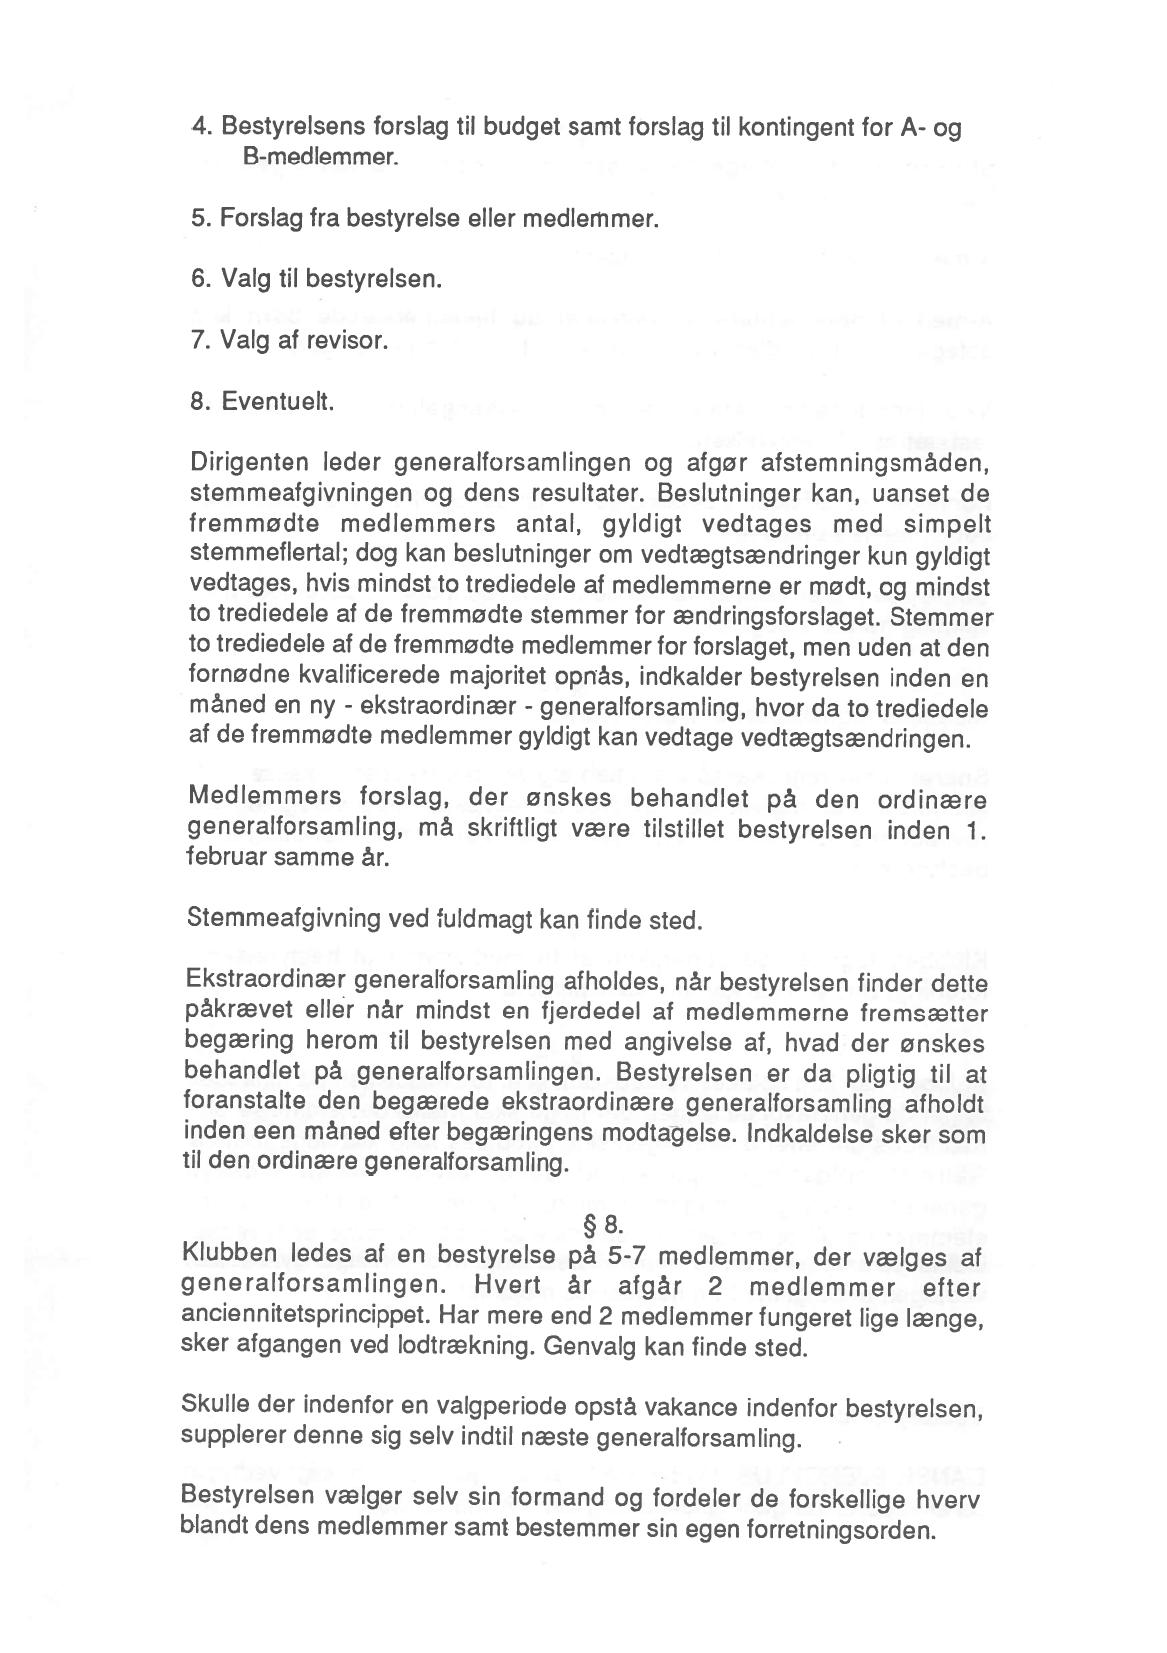 4. Bestyrelsens forslag til budget samt forslag til kontingent for A- og
B-medlemmer.
5. Forslag fra bestyrelse eller medlemmer.
6. Valg til bestyrelsen.
7. Valg af revisor.
8. Eventuelt.
Dirigenten leder generalforsamlingen og afgør afstemningsmåden,
stemmeafgivningen og dens resultater. Beslutninger kan, uanset de
fremmødte medlemmers antal, gyldigt vedtages med simpelt
stemmeflertal; dog kan beslutninger om vedtægtsændringer kun gyldigt
vedtages, hvis mindst to trediedele af medlemmerne er mødt, og mindst
to trediedele af de fremmødte stemmer for ændringsforslaget. Stemmer
to trediedele af de fremmødte medlemmer for forslaget, men uden at den
fornødne kvalificerede majoritet opnås, indkalder bestyrelsen inden en
måned en ny - ekstraordinær - generalforsamling, hvor da to trediedele
af de fremmødte medlemmer gyldigt kan vedtage vedtægtsændringen.
Medlemmers forslag, der ønskes behandlet på den ordinære
generalforsamling, må skriftligt være tilstillet bestyrelsen inden 1.
februar samme år.
Stemmeafgivning ved fuldmagt kan finde sted.
Ekstraordinær generalforsamling afholdes, når bestyrelsen finder dette
påkrævet eller når mindst en fjerdedel af medlemmerne fremsætter
begæring herom til bestyrelsen med angivelse af, hvad der ønskes
behandlet på generalforsamlingen. Bestyrelsen er da pligtig til at
foranstalte den begærede ekstraordinære generalforsamling afholdt
inden een måned efter begæringens modtagelse. Indkaldelse sker som
til den ordinære generalforsamling.
§ 8.
Klubben ledes af en bestyrelse på 5-7 medlemmer, der vælges af
generalforsamlingen. Hvert år afgår 2 medlemmer efter
anciennitetsprincippet. Har mere end 2 medlemmer fungeret lige længe,
sker afgangen ved lodtrækning. Genvalg kan finde sted.
Skulle der indenfor en valgperiode opstå vakance indenfor bestyrelsen,
supplerer denne sig selv indtil næste generalforsamling.
Bestyrelsen vælger selv sin formand og fordeler de forskellige hverv
blandt dens medlemmer samt bestemmer sin egen forretningsorden.